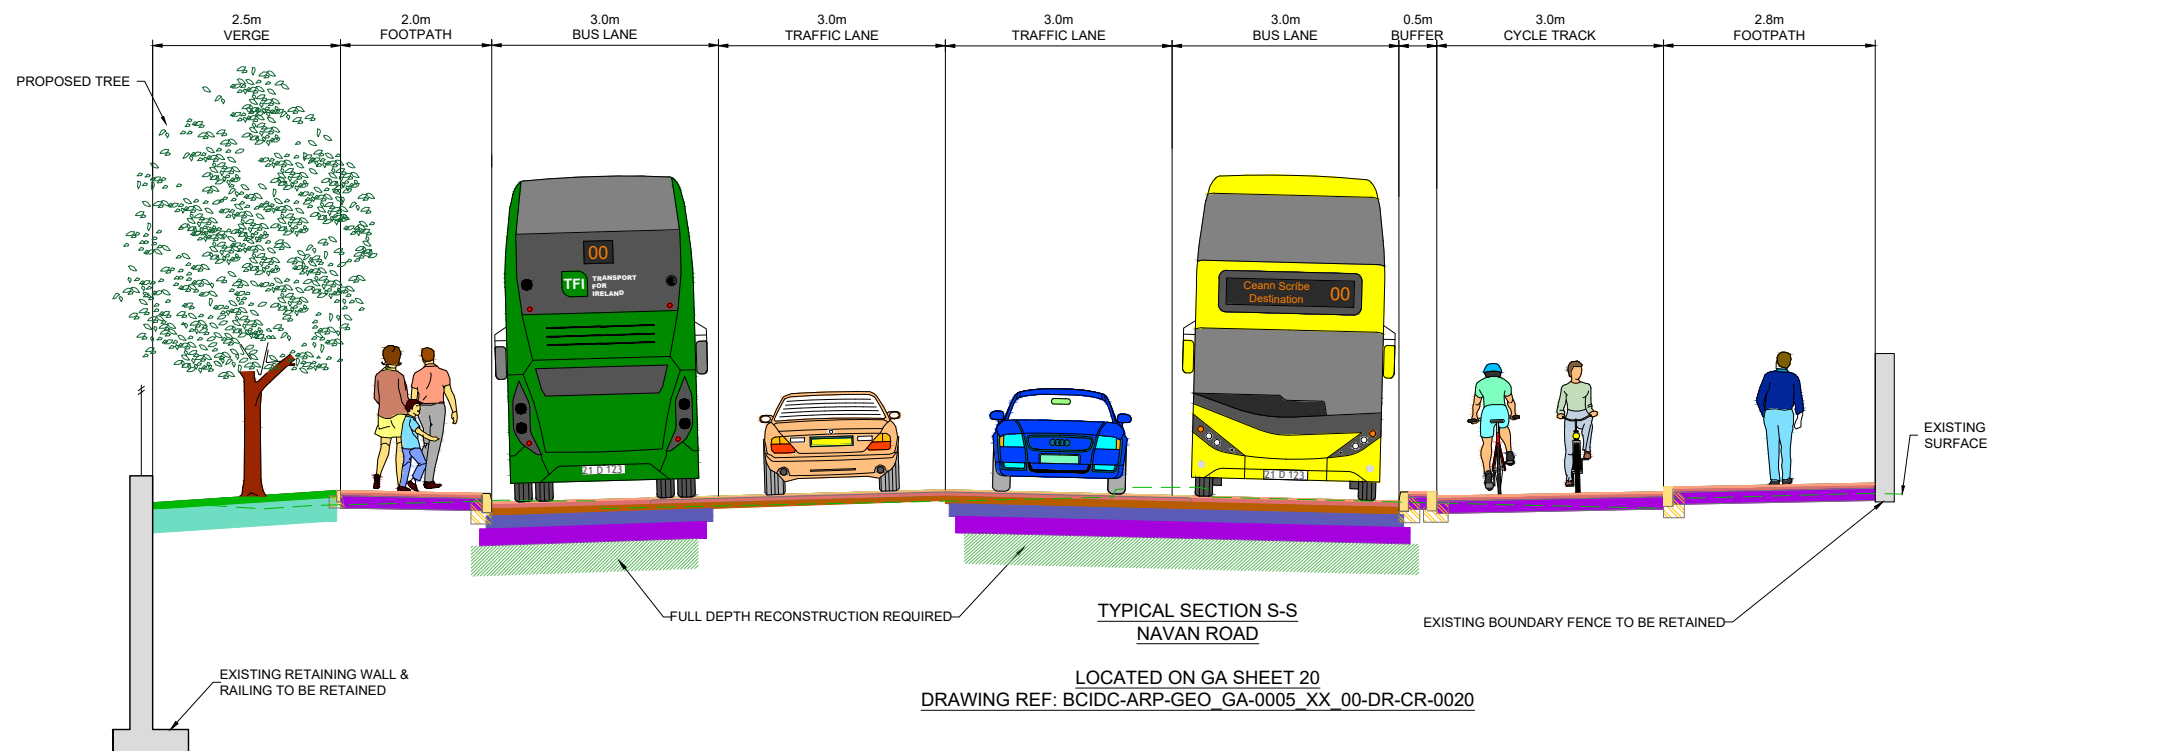 2.5m
VERGE
2.0m
FOOTPATH
3.0m
BUS LANE
3.0m
TRAFFIC LANE
3.0m
TRAFFIC LANE
3.0m
BUS LANE
0.5m
BUFFER
3.0m
CYCLE TRACK
2.8m
FOOTPATH
PROPOSED TREE
00
TFI
TRANSPORT
FOR
IRELAND
21 D 123
Ceann Scríbe
Destination
00
21 D 123
EXISTING
SURFACE
FULL DEPTH RECONSTRUCTION REQUIRED
TYPICAL SECTION S-S
NAVAN ROAD
EXISTING BOUNDARY FENCE TO BE RETAINED
EXISTING RETAINING WALL &
RAILING TO BE RETAINED
LOCATED ON GA SHEET 20
DRAWING REF: BCIDC-ARP-GEO_GA-0005_XX_00-DR-CR-0020